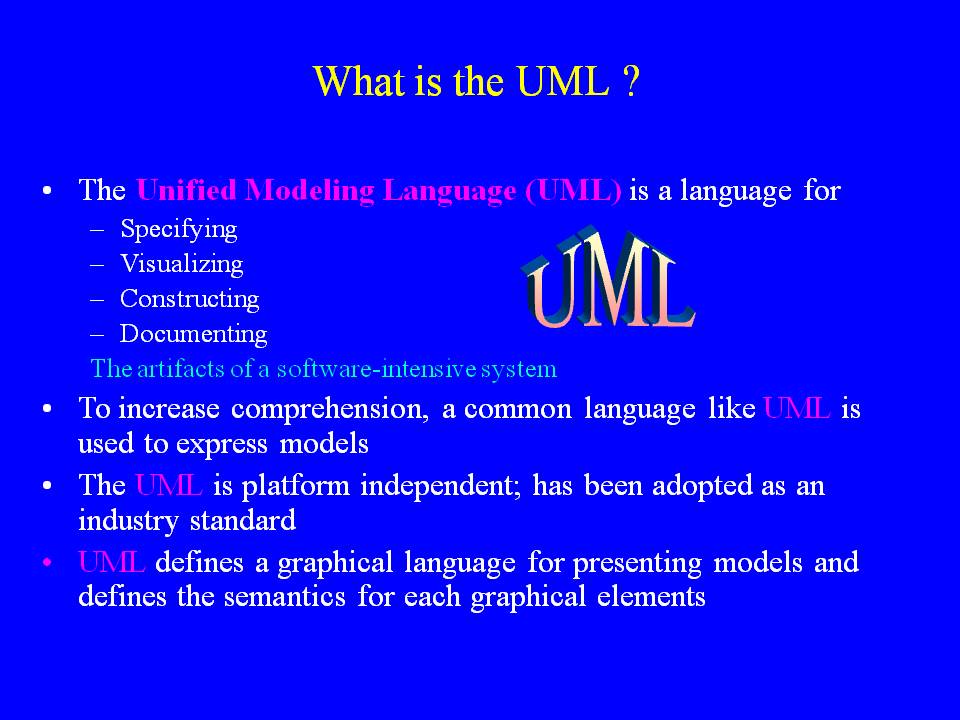 What is the UML ?
• The Unified Modeling Language (UML) is a language for
– Specifying
– Visualizing
– Constructing
– Documenting
UML
The artifacts of a software-intensive system
• To increase comprehension, a common language like UML is
used to express models
• The UML is platform independent; has been adopted as an
industry standard
• UML defines a graphical language for presenting models and
defines the semantics for each graphical elements